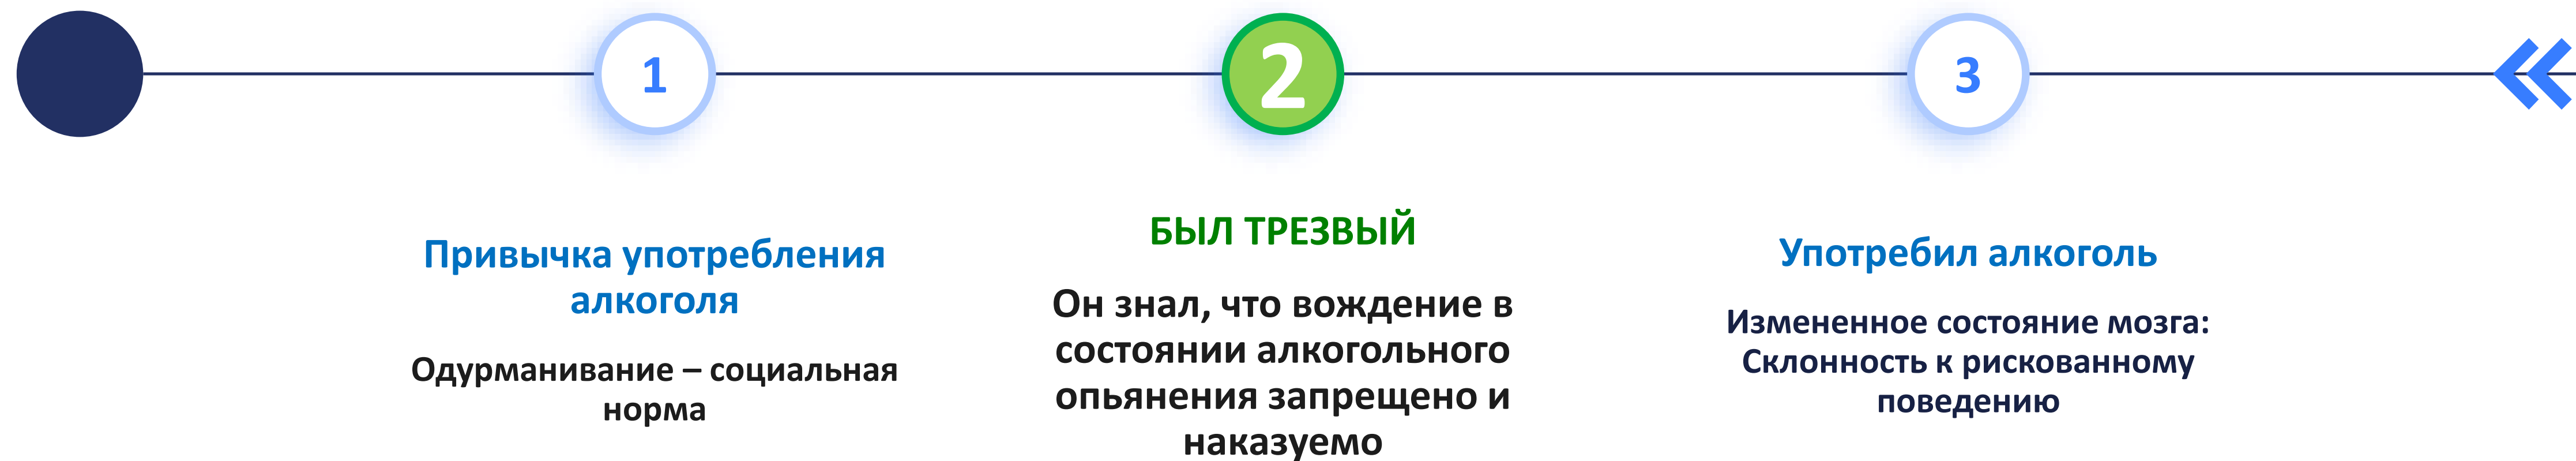 1
2
3
Привычка употребления
алкоголя
Одурманивание – социальная
норма
БЫЛ ТРЕЗВЫЙ
Он знал, что вождение в
состоянии алкогольного
опьянения запрещено и
наказуемо
Употребил алкоголь
Измененное состояние мозга:
Склонность к рискованному
поведению